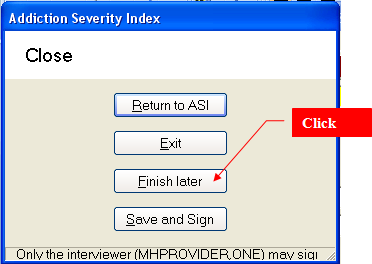 Addiction Severity Index
Close
Return to ASI
Click
Exit
Finish later
Save and Sign
Only the interviewer (MHPROVIDER,ONE) may